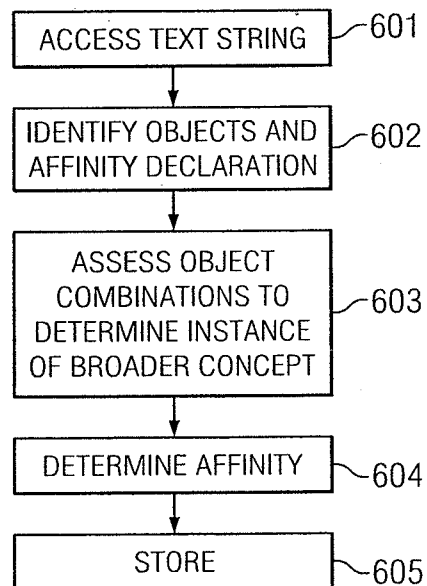 ACCESS TEXT STRING
601
IDENTIFY OBJECTS AND
AFFINITY DECLARATION
602
ASSESS OBJECT
COMBINATIONS TO
DETERMINE INSTANCE
OF BROADER CONCEPT
603
DETERMINE AFFINITY
604
STORE
605